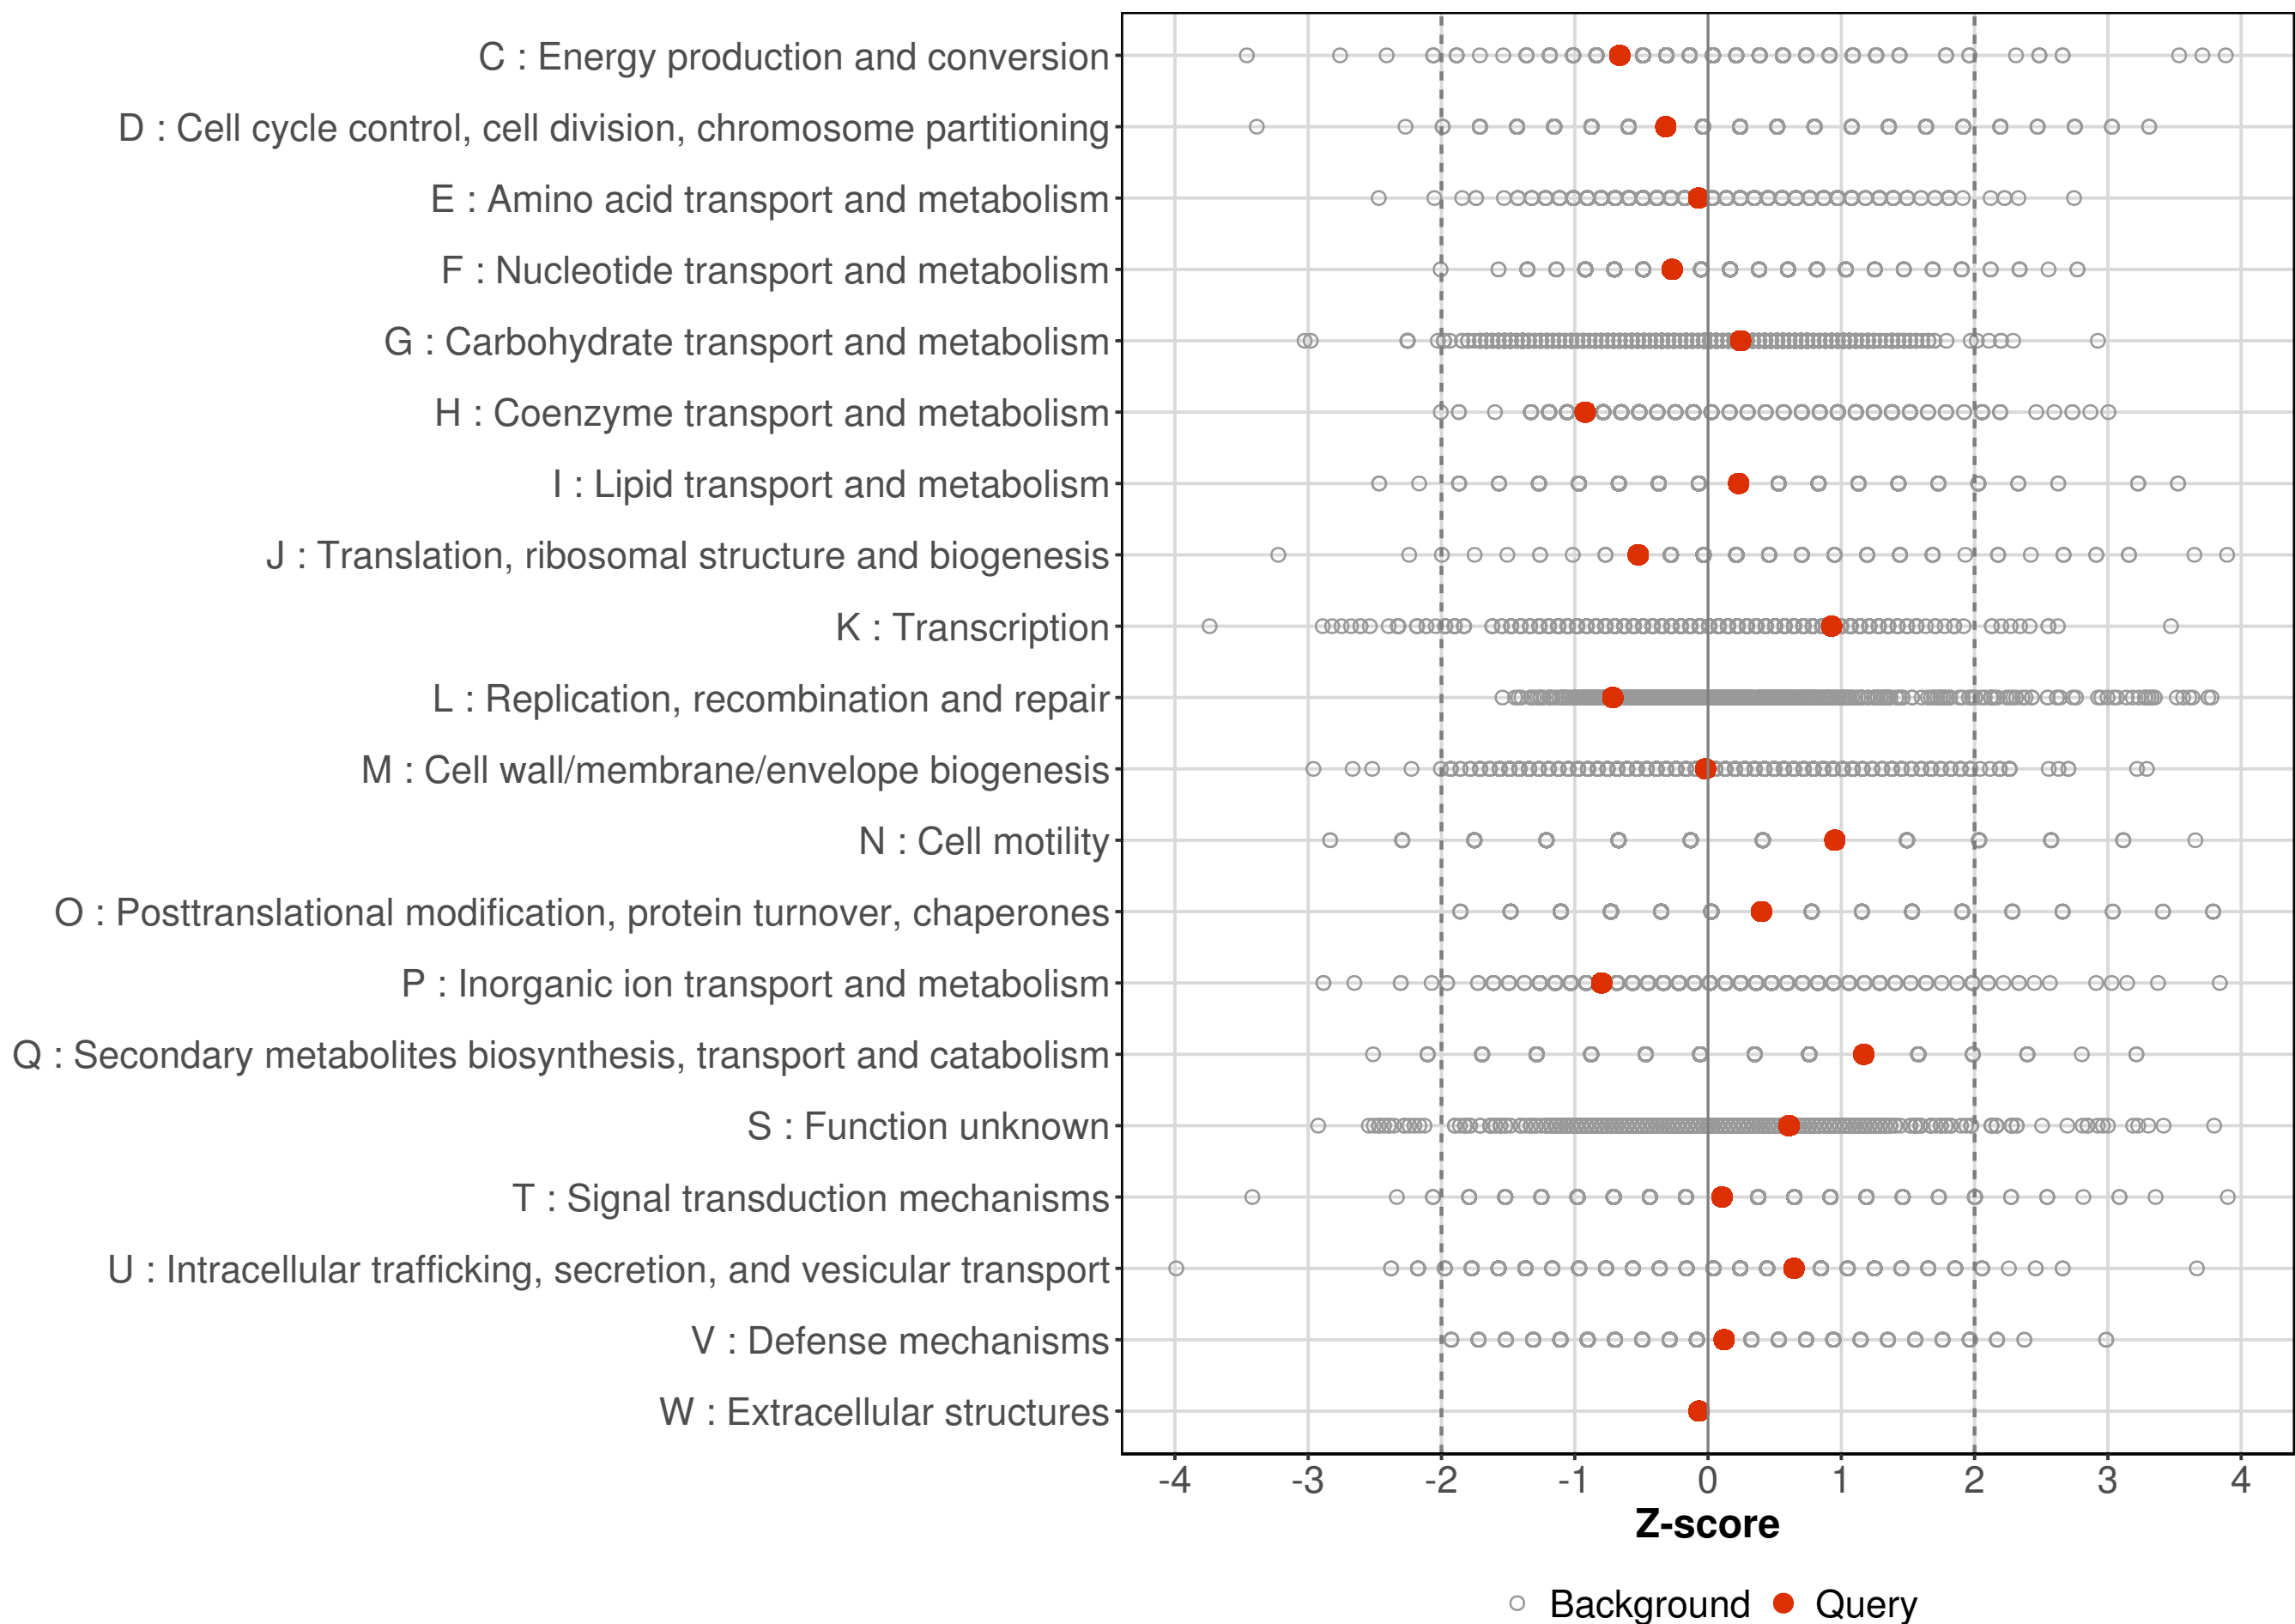 C : Energy production and conversion
D : Cell cycle control, cell division, chromosome partitioning
E : Amino acid transport and metabolism
F : Nucleotide transport and metabolism
G : Carbohydrate transport and metabolism
H : Coenzyme transport and metabolism
I : Lipid transport and metabolism
J : Translation, ribosomal structure and biogenesis
K : Transcription
L : Replication, recombination and repair
M : Cell wall/membrane/envelope biogenesis
N : Cell motility
O : Posttranslational modification, protein turnover, chaperones
P : Inorganic ion transport and metabolism
Q : Secondary metabolites biosynthesis, transport and catabolism
S : Function unknown
T : Signal transduction mechanisms
U : Intracellular trafficking, secretion, and vesicular transport
V : Defense mechanisms
W : Extracellular structures
-4 -3 -2 -1 0 1 2 3 4
Z-score
Background Query